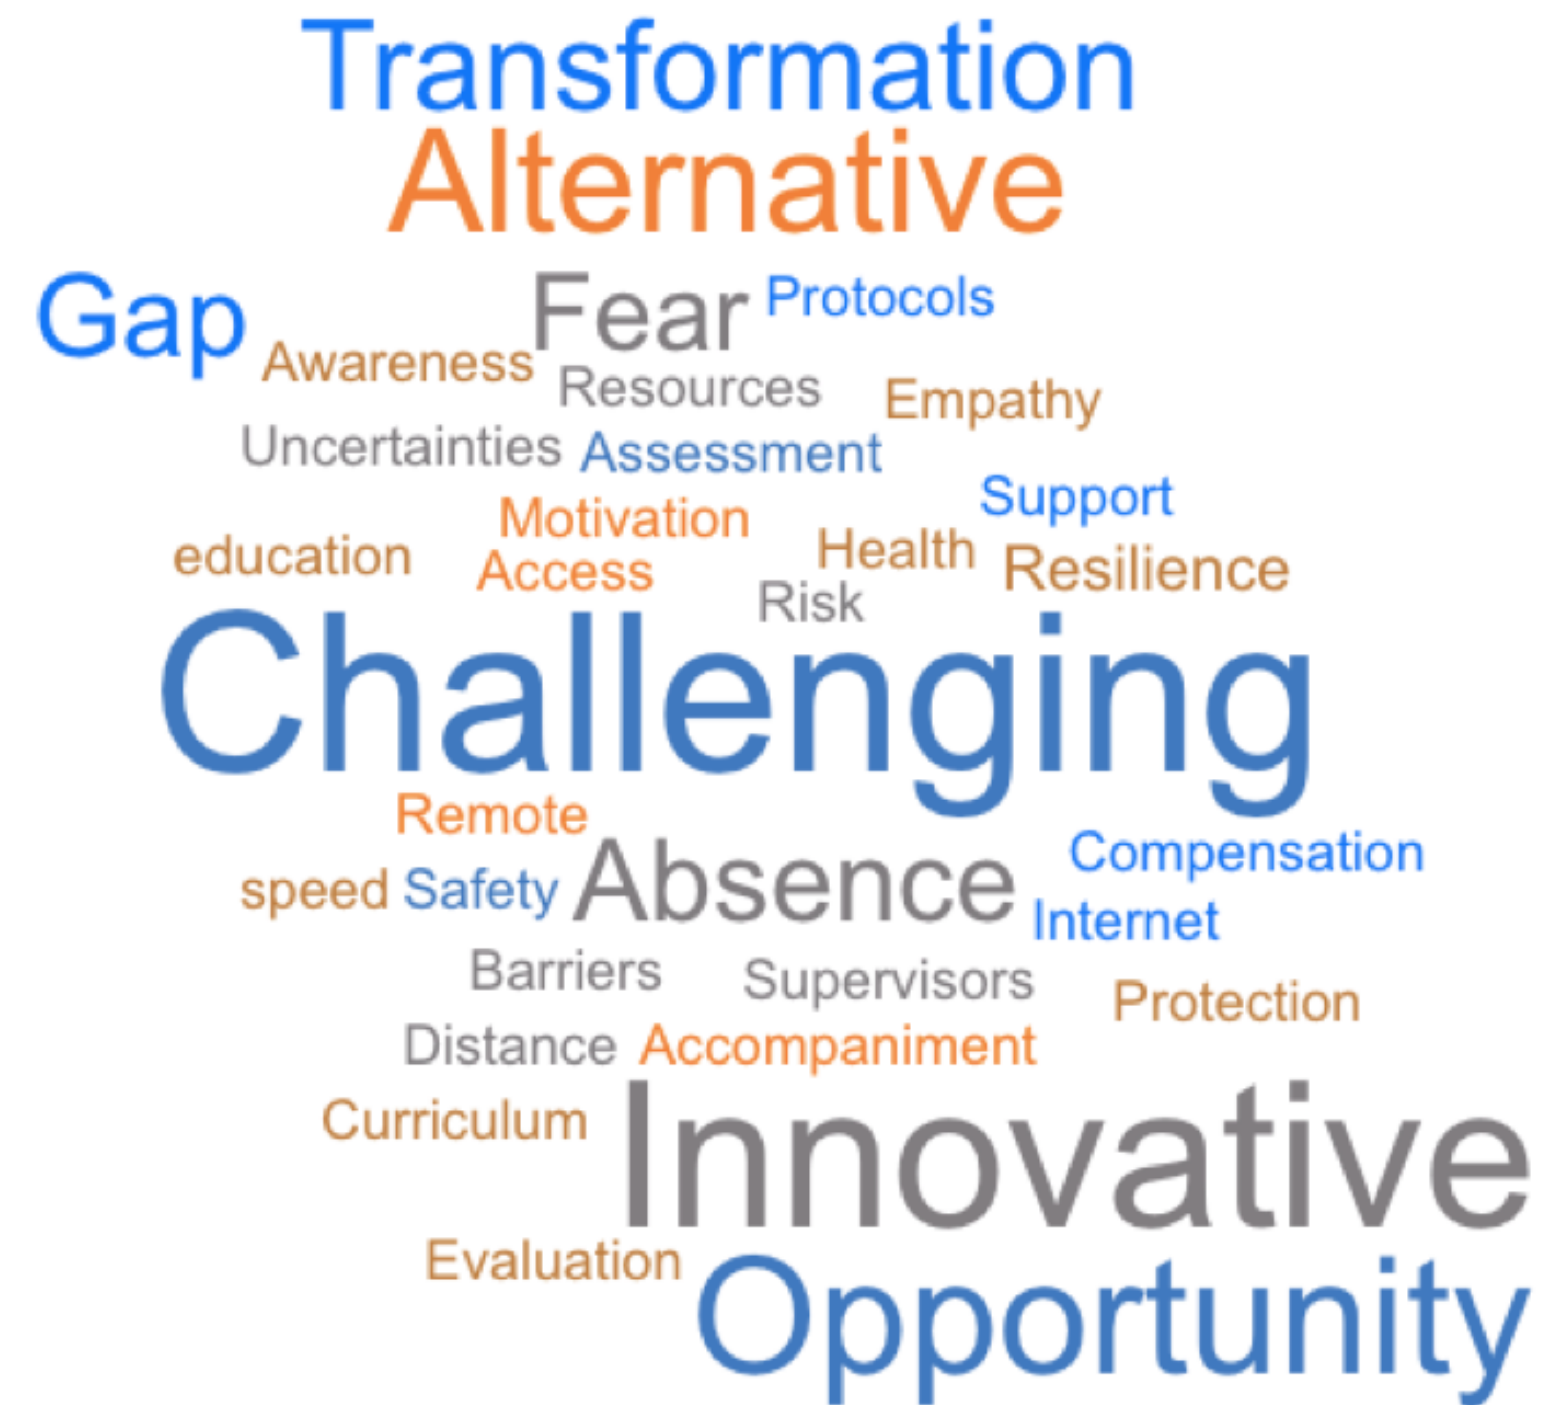 Transformation
Alternative
Gap
Awareness
Fear
Protocols
Resources
Empathy
Uncertainties
Assessment
Support
Motivation
education
Access
Health
Resilience
Risk
Challenging
Remote
speed
Safety
Absence
Compensation
Internet
Barriers
Supervisors
Protection
Distance
Accompaniment
Curriculum
Innovative
Evaluation
Opportunity